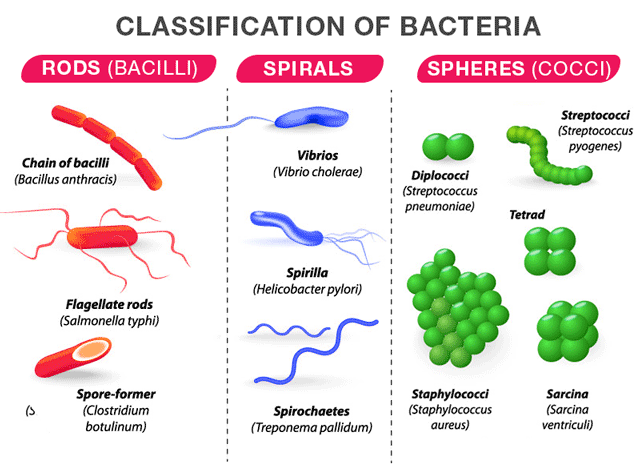 CLASSIFICATION OF BACTERIA
RODS (BACILLI)
Chain of bacilli
(Bacillus anthracis)
Flagellate rods
(Salmonella typhi)
Spore-former
(Clostridium
botulinum)
(S
SPIRALS
Vibrios
(Vibrio cholerae)
Spirilla
(Helicobacter pylori)
Spirochaetes
(Treponema pallidum)
SPHERES (COCCI)
Diplococci
(Streptococcus
pneumoniae)
Streptococci
(Streptococcus
pyogenes)
Tetrad
Staphylococci
(Staphylococcus
aureus)
Sarcina
(Sarcina
ventriculi)